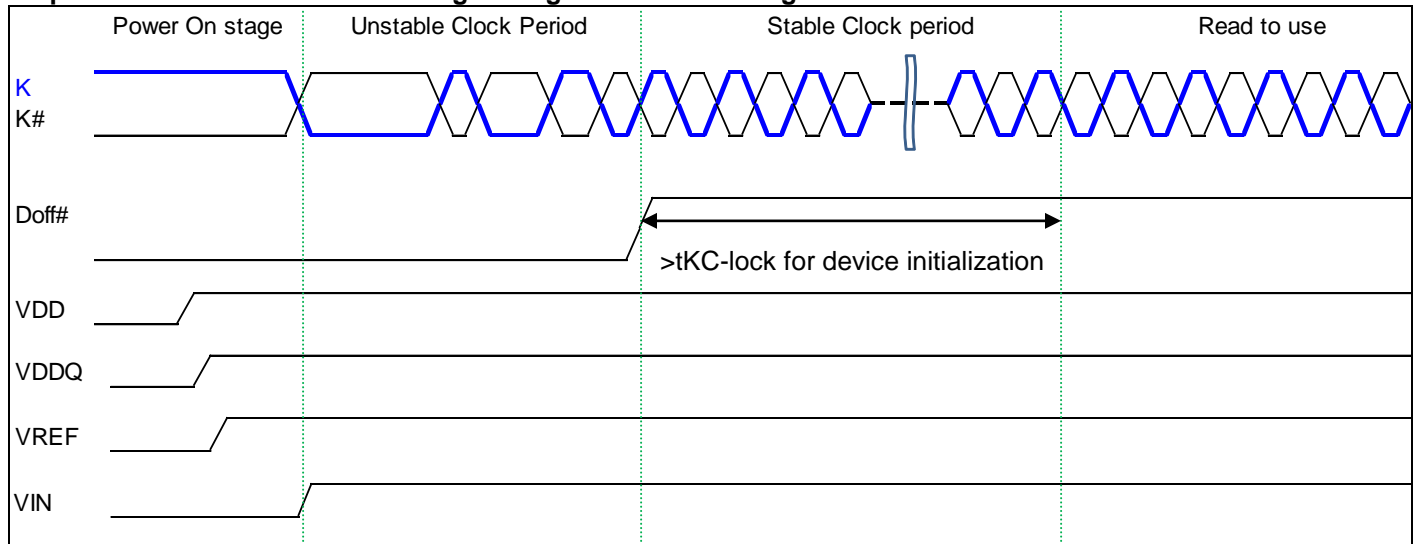 Power On stage
Unstable Clock Period
Stable Clock period
Read to use
K
K#
Doff#
>tKC-lock for device initialization
VDD
VDDQ
VREF
VIN